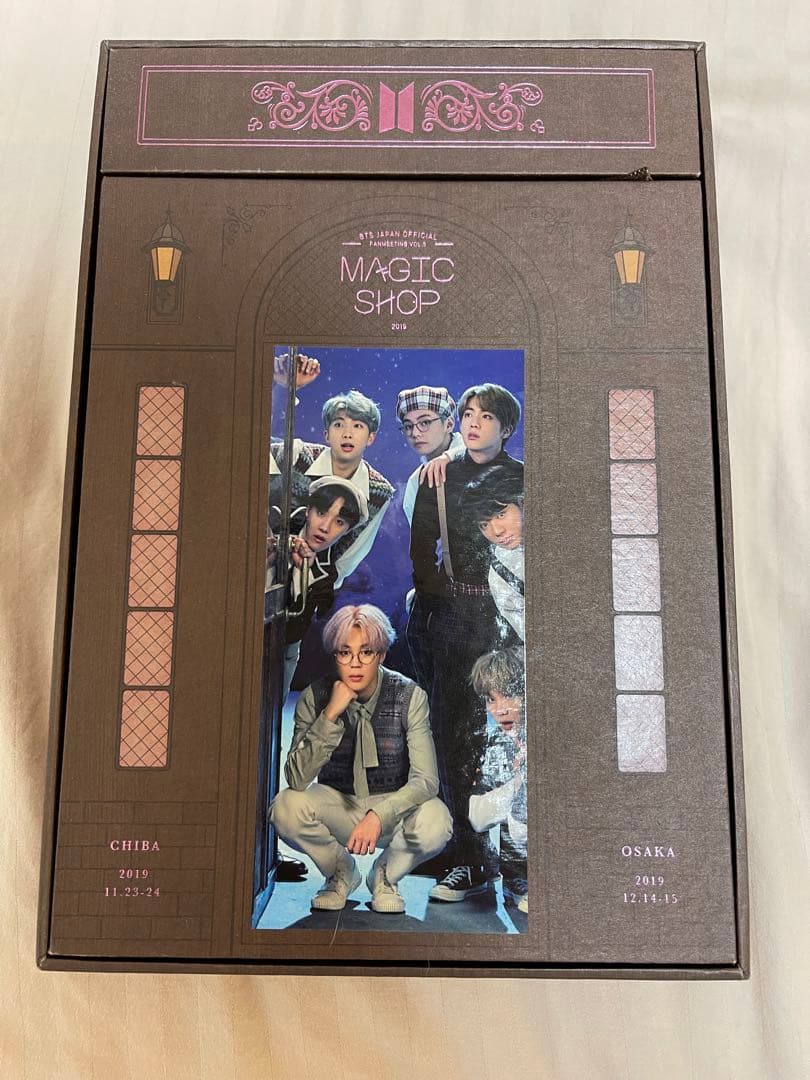 BTS JAPAN OFFICIAL
FANMEETING VOL.5
MAGIC
SHOP
2019
CHIBA
2019
11.23-24
OSAKA
2019
12.14-15